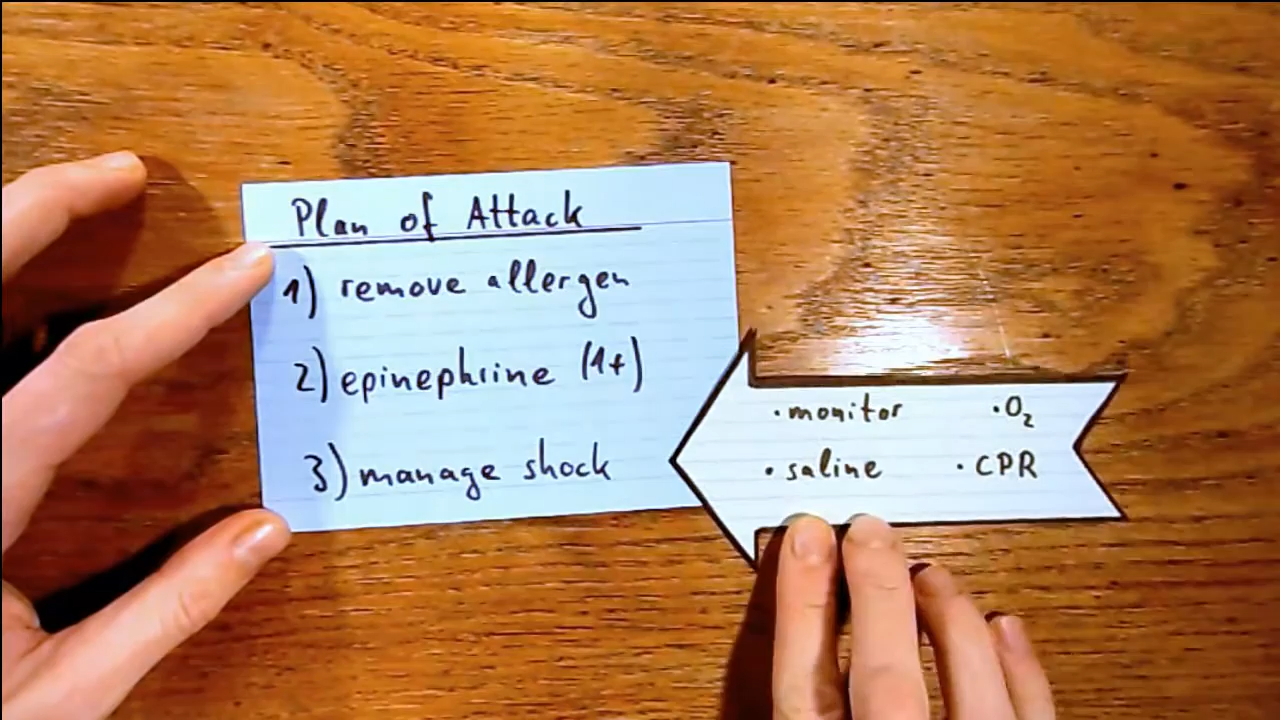 Plan of Attack
1) remove allergen
2) epinephrine (1+)
3) manage shock
• monitor • O₂
• saline • CPR